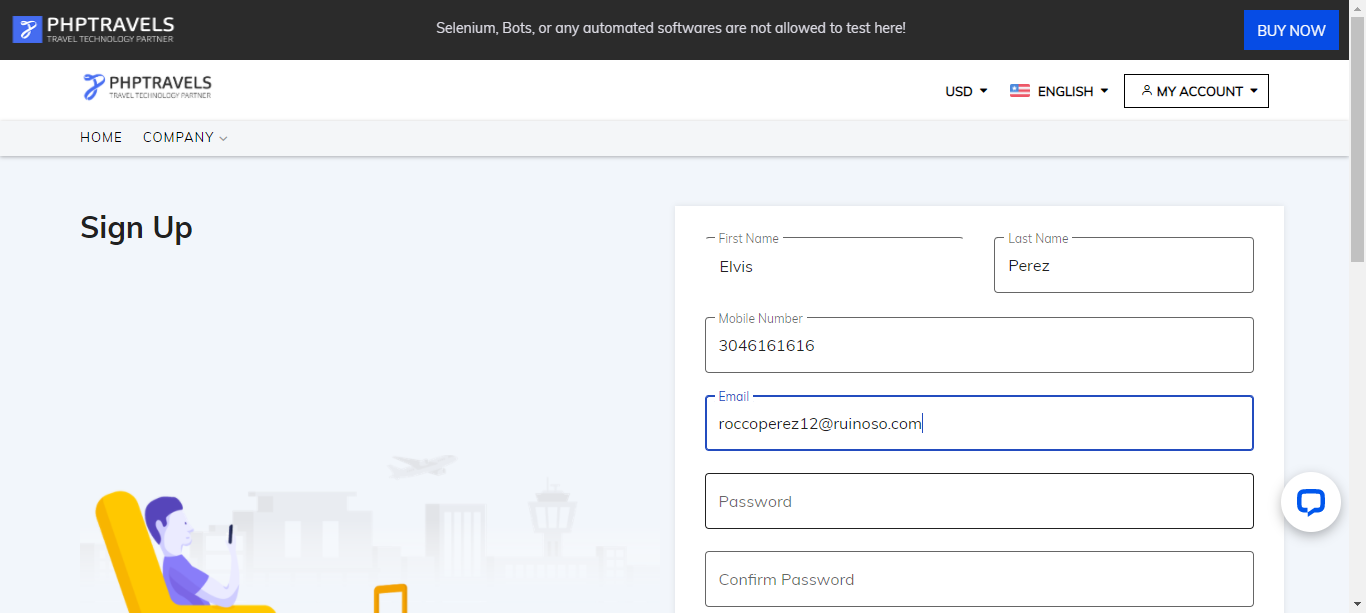 PHPTRAVELS
TRAVEL TECHNOLOGY PARTNER
Selenium, Bots, or any automated softwares are not allowed to test here!
BUY NOW
PHPTRAVELS
TRAVEL TECHNOLOGY PARTNER
USD
ENGLISH
MY ACCOUNT
HOME
COMPANY
Sign Up
First Name
Elvis
Last Name
Perez
Mobile Number
3046161616
Email
roccoperez12@ruinoso.com
Password
Confirm Password